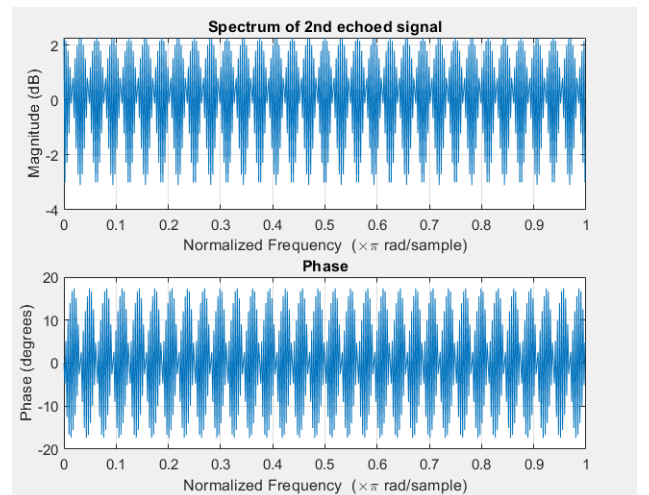 Spectrum of 2nd echoed signal
2
0
-2
-4
Magnitude (dB)
0 0.1 0.2 0.3 0.4 0.5 0.6 0.7 0.8 0.9 1
Normalized Frequency (×π rad/sample)
Phase
20
10
0
-10
-20
Phase (degrees)
0 0.1 0.2 0.3 0.4 0.5 0.6 0.7 0.8 0.9 1
Normalized Frequency (×π rad/sample)